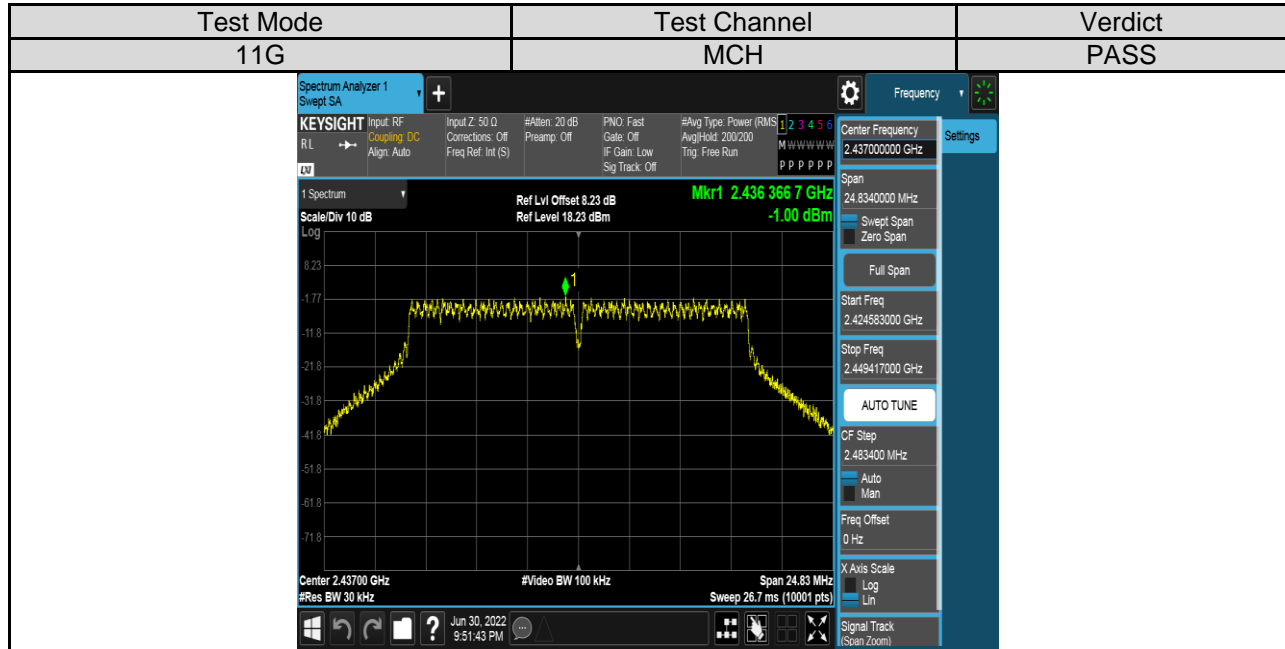 Test Mode Test Channel Verdict
11G MCH PASS
Spectrum Analyzer 1
Swept SA
+
Frequency
KEYSIGHT Input: RF Input Z: 50 Ω #Atten: 20 dB PNO: Fast #Avg Type: Power (RMS 1 2 3 4 5 6
RL Coupling: DC Corrections: Off Preamp: Off Gate: Off Avg|Hold: 200/200 M W W W W W
Align: Auto Freq Ref: Int (S) IF Gain: Low Trig: Free Run
LXI Sig Track: Off P P P P P P
1 Spectrum
Scale/Div 10 dB
Ref Lvl Offset 8.23 dB
Ref Level 18.23 dBm
Mkr1 2.436 366 7 GHz
-1.00 dBm
Log
8.23
-1.77
-11.8
-21.8
-31.8
-41.8
-51.8
-61.8
-71.8
1
Center 2.43700 GHz #Video BW 100 kHz Span 24.83 MHz
#Res BW 30 kHz Sweep 26.7 ms (10001 pts)
? Jun 30, 2022
9:51:43 PM
Center Frequency
2.437000000 GHz
Settings
Span
24.8340000 MHz
Swept Span
Zero Span
Full Span
Start Freq
2.424583000 GHz
Stop Freq
2.449417000 GHz
AUTO TUNE
CF Step
2.483400 MHz
Auto
Man
Freq Offset
0 Hz
X Axis Scale
Log
Lin
Signal Track
(Span Zoom)